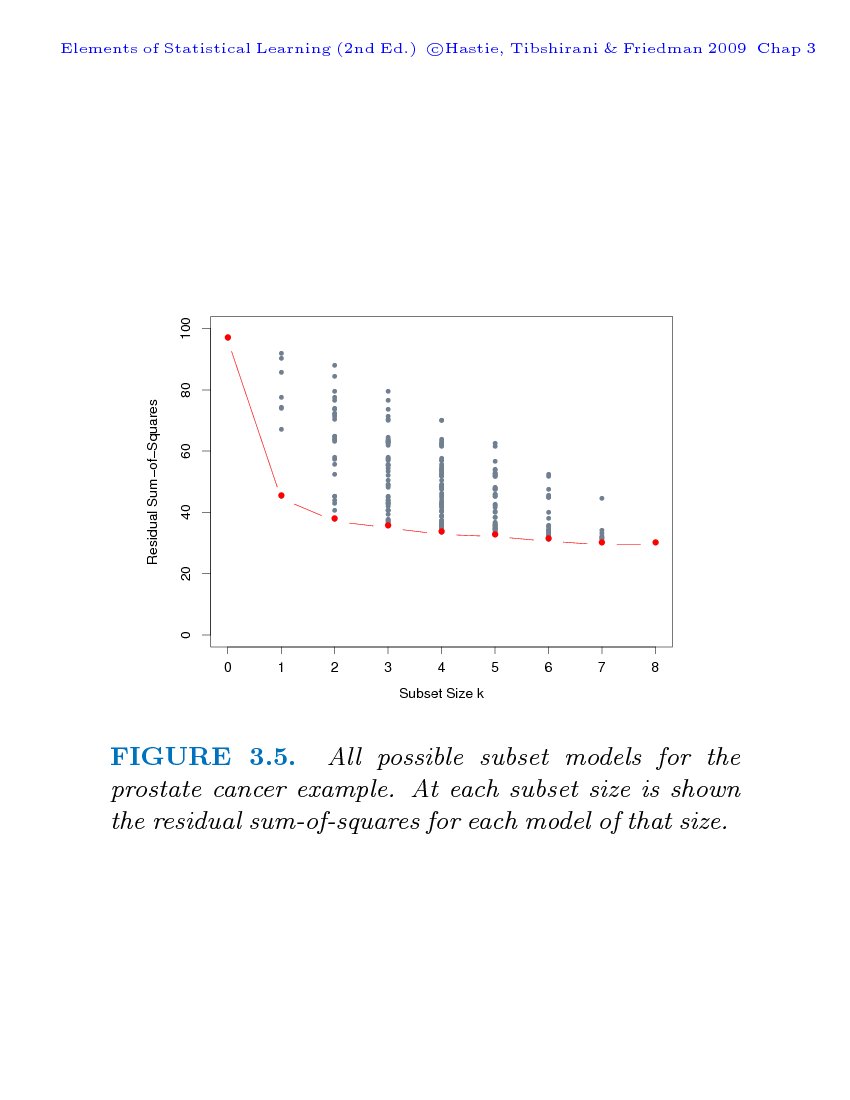 Elements of Statistical Learning (2nd Ed.) ©Hastie, Tibshirani & Friedman 2009 Chap 3
100
80
60
40
20
0
Residual Sum−of−Squares
0 1 2 3 4 5 6 7 8
Subset Size k
FIGURE 3.5. All possible subset models for the
prostate cancer example. At each subset size is shown
the residual sum-of-squares for each model of that size.